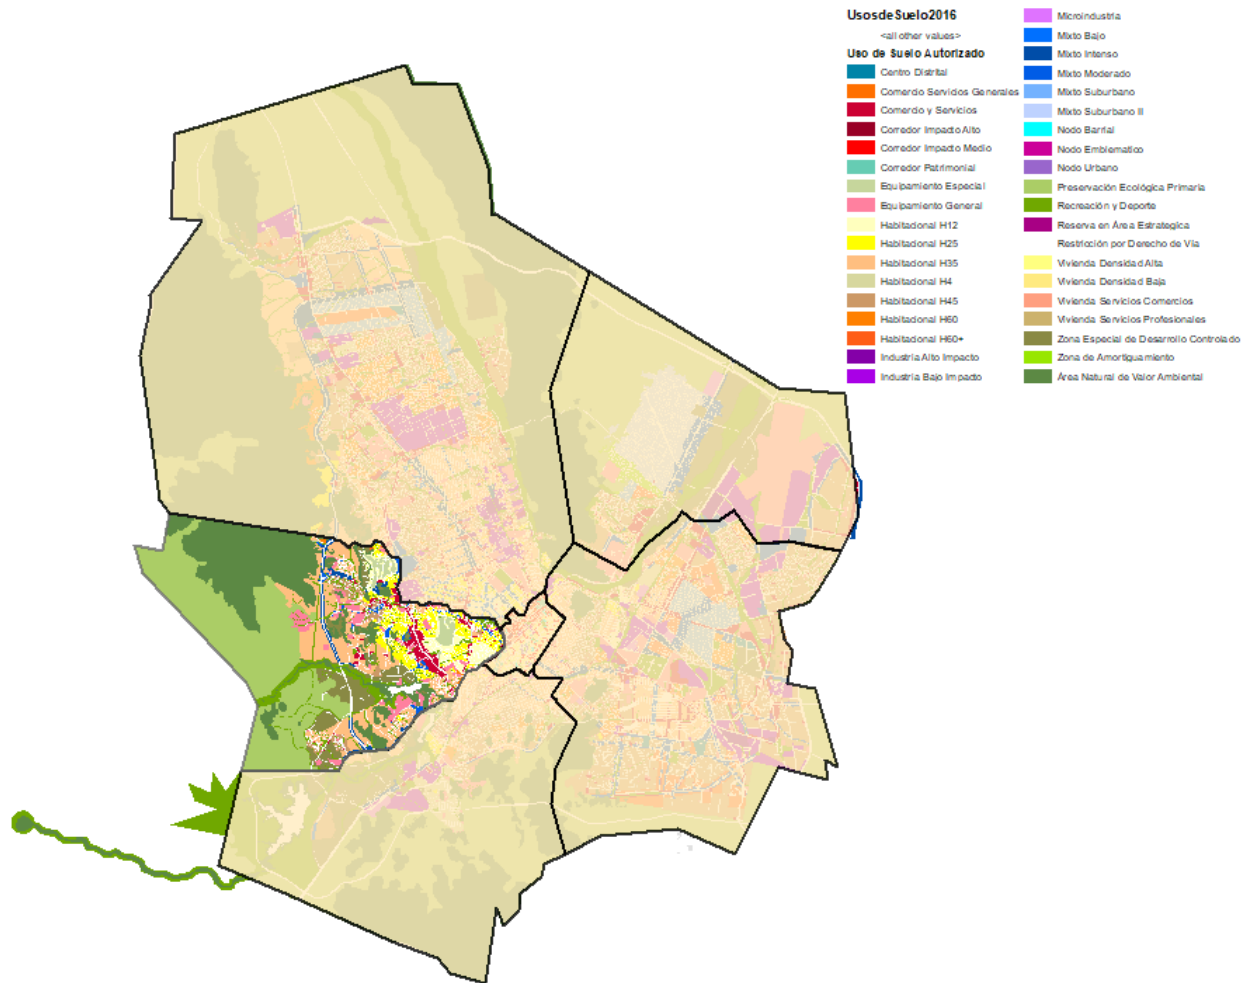 UsosdeSuelo2016
<all other values>
Uso de Suelo Autorizado
Centro Distrital
Comercio Servicios Generales
Comercio y Servicios
Corredor Impacto Alto
Corredor Impacto Medio
Corredor Patrimonial
Equipamiento Especial
Equipamiento General
Habitacional H12
Habitacional H25
Habitacional H35
Habitacional H4
Habitacional H45
Habitacional H60
Habitacional H60+
Industria Alto Impacto
Industria Bajo Impacto
Microindustria
Mixto Bajo
Mixto Intenso
Mixto Moderado
Mixto Suburbano
Mixto Suburbano II
Nodo Barrial
Nodo Emblematico
Nodo Urbano
Preservación Ecológica Primaria
Recreación y Deporte
Reserva en Área Estrategica
Restricción por Derecho de Vía
Vivienda Densidad Alta
Vivienda Densidad Baja
Vivienda Servicios Comercios
Vivienda Servicios Profesionales
Zona Especial de Desarrollo Controlado
Zona de Amortiguamiento
Área Natural de Valor Ambiental